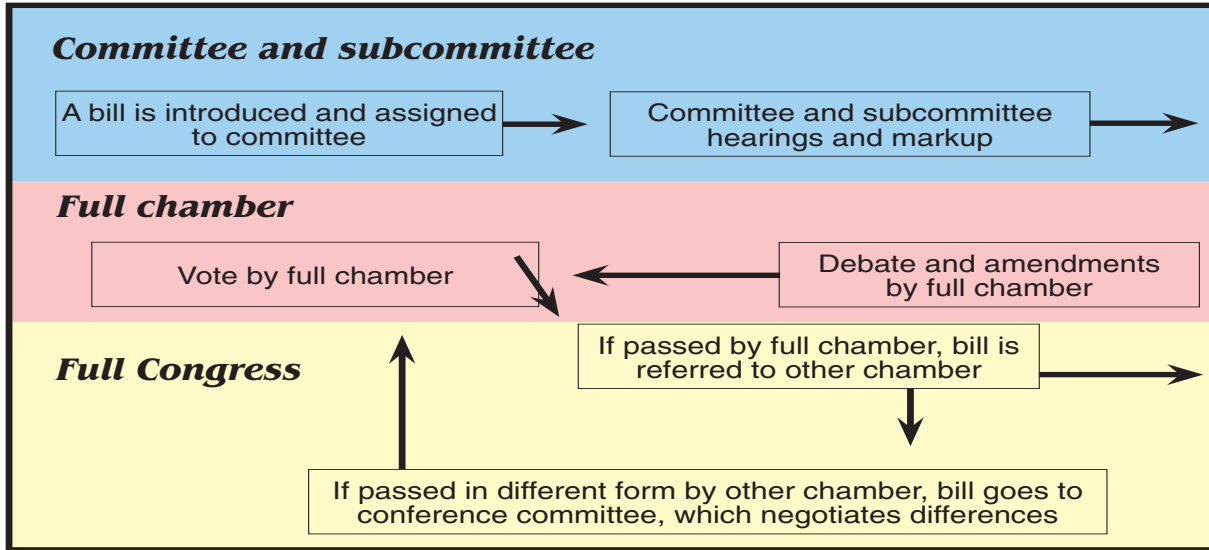 Committee and subcommittee
A bill is introduced and assigned
to committee
Committee and subcommittee
hearings and markup
Full chamber
Vote by full chamber
Debate and amendments
by full chamber
Full Congress
If passed by full chamber, bill is
referred to other chamber
If passed in different form by other chamber, bill goes to
conference committee, which negotiates differences